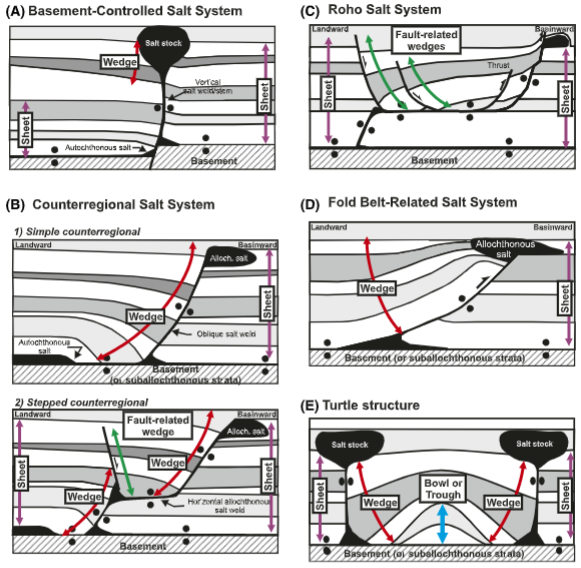 (A) Basement-Controlled Salt System
Salt stock
Wedge
Vertical
salt weld/stem
Sheet
Sheet
Autochthonous salt
Basement
(B) Counterregional Salt System
1) Simple counterregional
Landward
Basinward
Alloch. salt
Wedge
Sheet
Oblique salt weld
Autochthonous
salt
Basement
(or suballochthonous strata)
2) Stepped counterregional
Landward
Basinward
Fault-related
wedge
Alloch. salt
Wedge
Sheet
Sheet
Wedge
Horizontal allochthonous
salt weld
Basement
(C) Roho Salt System
Landward
Basinward
Fault-related
wedges
Thrust
Sheet
Sheet
Basement
(D) Fold Belt-Related Salt System
Landward
Basinward
Allochthonous
salt
Wedge
Sheet
Basement (or suballochthonous strata)
(E) Turtle structure
Salt stock
Salt stock
Sheet
Wedge
Bowl or
Trough
Wedge
Sheet
Basement (or suballochthonous strata)